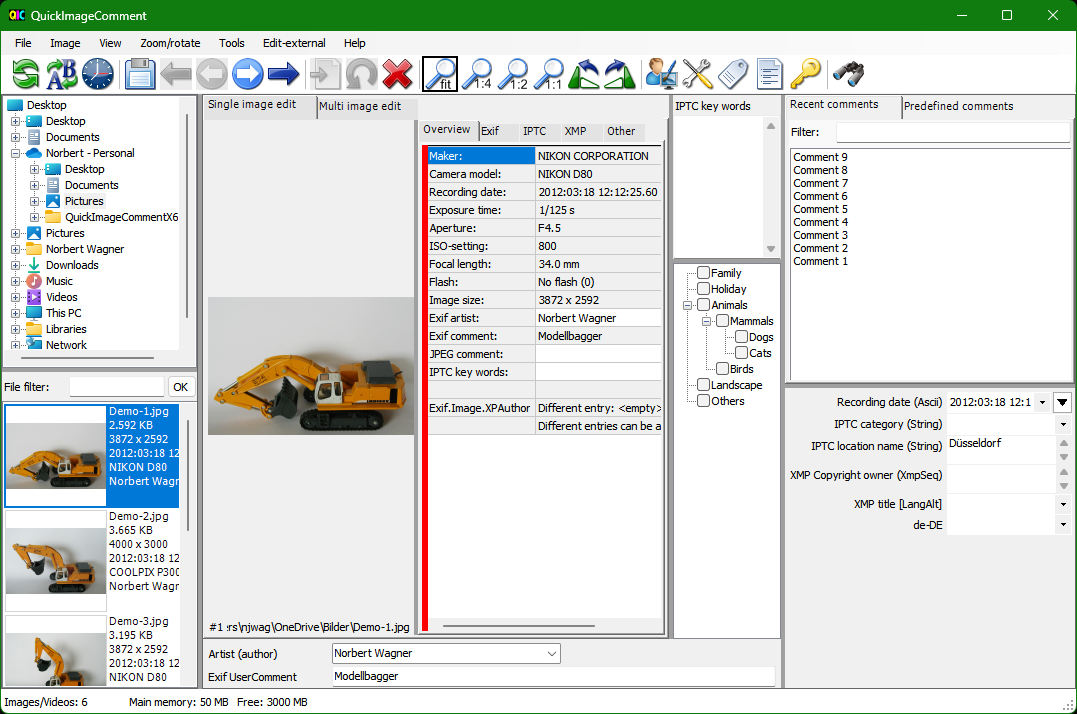 QuickImageComment
File Image View Zoom/rotate Tools Edit-external Help
fit 1:4 1:2 1:1
Desktop
Desktop
Documents
Norbert - Personal
Desktop
Documents
Pictures
QuickImageCommentX6
Pictures
Norbert Wagner
Downloads
Music
Videos
This PC
Libraries
Network
File filter: OK
Demo-1.jpg
2.592 KB
3872 x 2592
2012:03:18 12
NIKON D80
Norbert Wagr
Demo-2.jpg
3.665 KB
4000 x 3000
2012:03:18 12
COOLPIX P300
Norbert Wagr
Demo-3.jpg
3.195 KB
3872 x 2592
2012:03:18 12
NIKON D80
Single image edit Multi image edit
#1 :rs\njwag\OneDrive\Bilder\Demo-1.jpg
Overview Exif IPTC XMP Other
Maker: NIKON CORPORATION
Camera model: NIKON D80
Recording date: 2012:03:18 12:12:25.60
Exposure time: 1/125 s
Aperture: F4.5
ISO-setting: 800
Focal length: 34.0 mm
Flash: No flash (0)
Image size: 3872 x 2592
Exif artist: Norbert Wagner
Exif comment: Modellbagger
JPEG comment:
IPTC key words:
Exif.Image.XPAuthor Different entry: <empty>
Different entries can be a
Artist (author) Norbert Wagner
Exif UserComment Modellbagger
IPTC key words
Family
Holiday
Animals
Mammals
Dogs
Cats
Birds
Landscape
Others
Recent comments Predefined comments
Filter:
Comment 9
Comment 8
Comment 7
Comment 6
Comment 5
Comment 4
Comment 3
Comment 2
Comment 1
Recording date (Ascii) 2012:03:18 12:1
IPTC category (String)
IPTC location name (String) Düsseldorf
XMP Copyright owner (XmpSeq)
XMP title [LangAlt]
de-DE
Images/Videos: 6 Main memory: 50 MB Free: 3000 MB